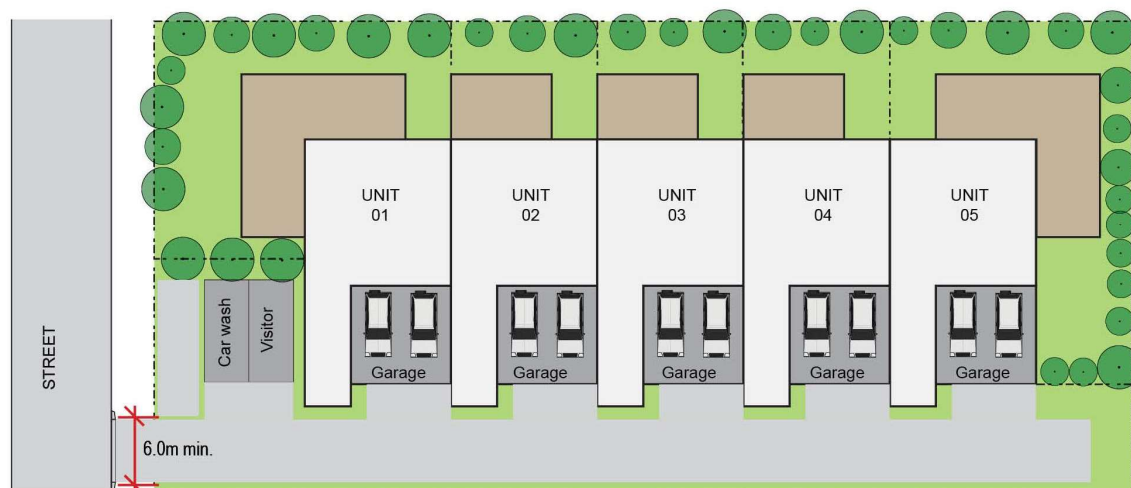 UNIT
01
UNIT
02
UNIT
03
UNIT
04
UNIT
05
STREET
Car wash
Visitor
Garage
Garage
Garage
Garage
Garage
6.0m min.